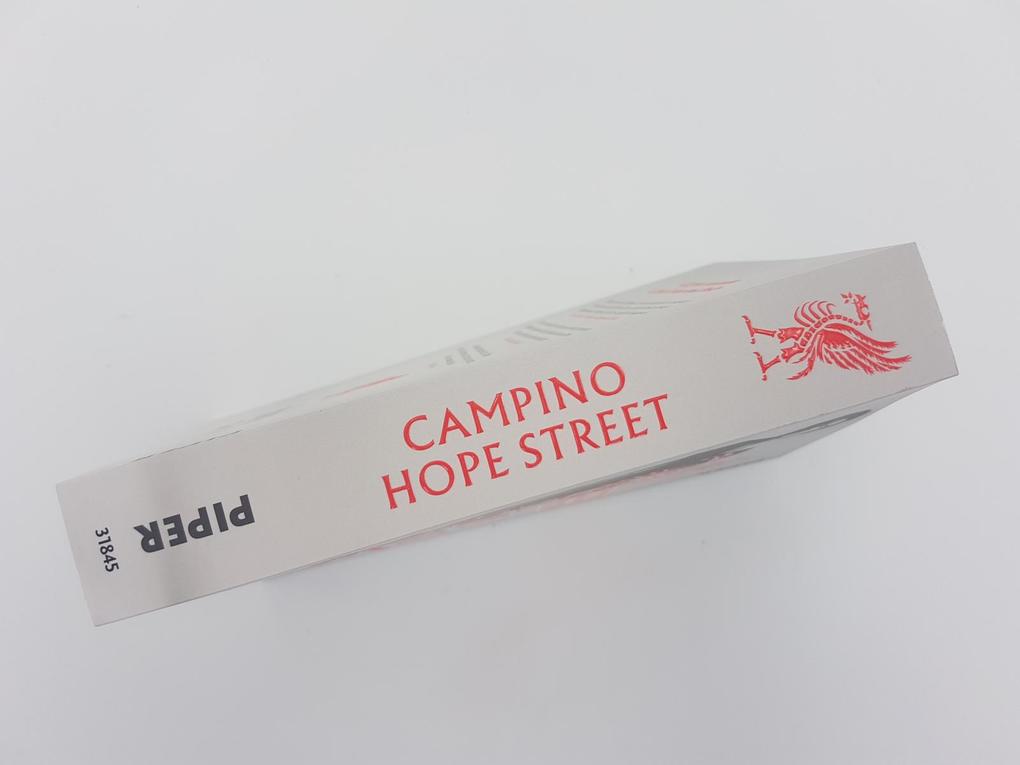 CAMPINO
HOPE STREET
PIPER
31845